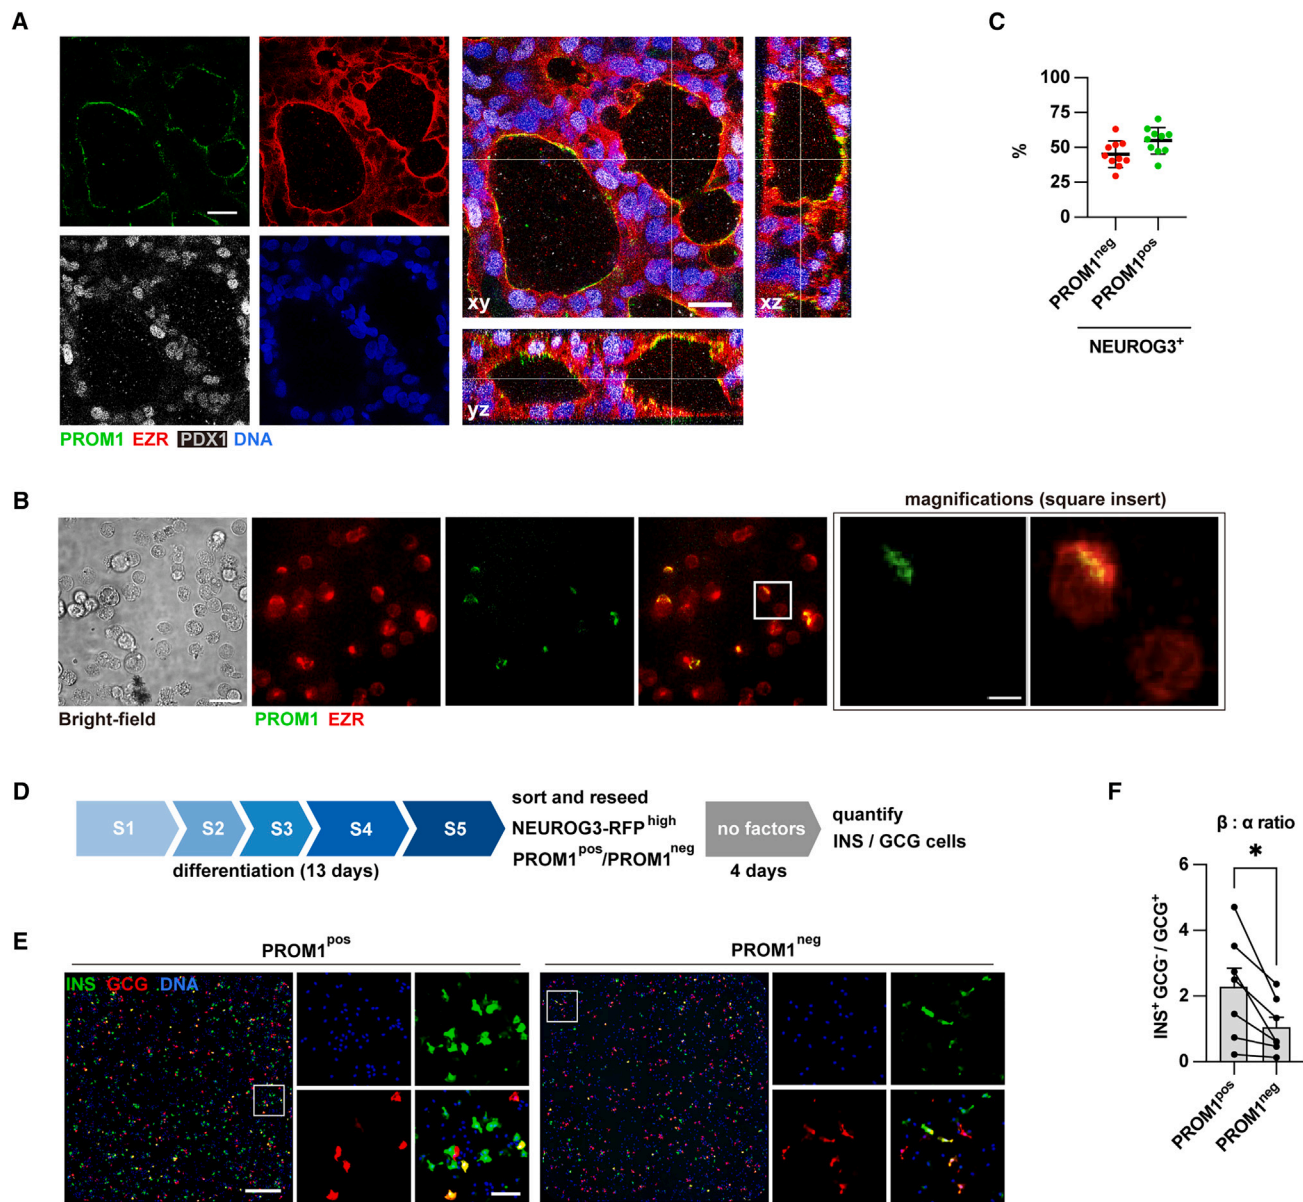 A
xy
xz
yz
PROM1 EZR PDX1 DNA
C
100
75
50
25
0
%
PROM1neg
PROM1pos
NEUROG3+
B
magnifications (square insert)
Bright-field
PROM1 EZR
D
S1
S2
S3
S4
S5
differentiation (13 days)
sort and reseed
NEUROG3-RFPhigh
PROM1pos/PROM1neg
no factors
4 days
quantify
INS / GCG cells
E
PROM1pos
PROM1neg
INS GCG DNA
F
β : α ratio
*
6
4
2
0
INS+ GCG- / GCG+
PROM1pos
PROM1neg